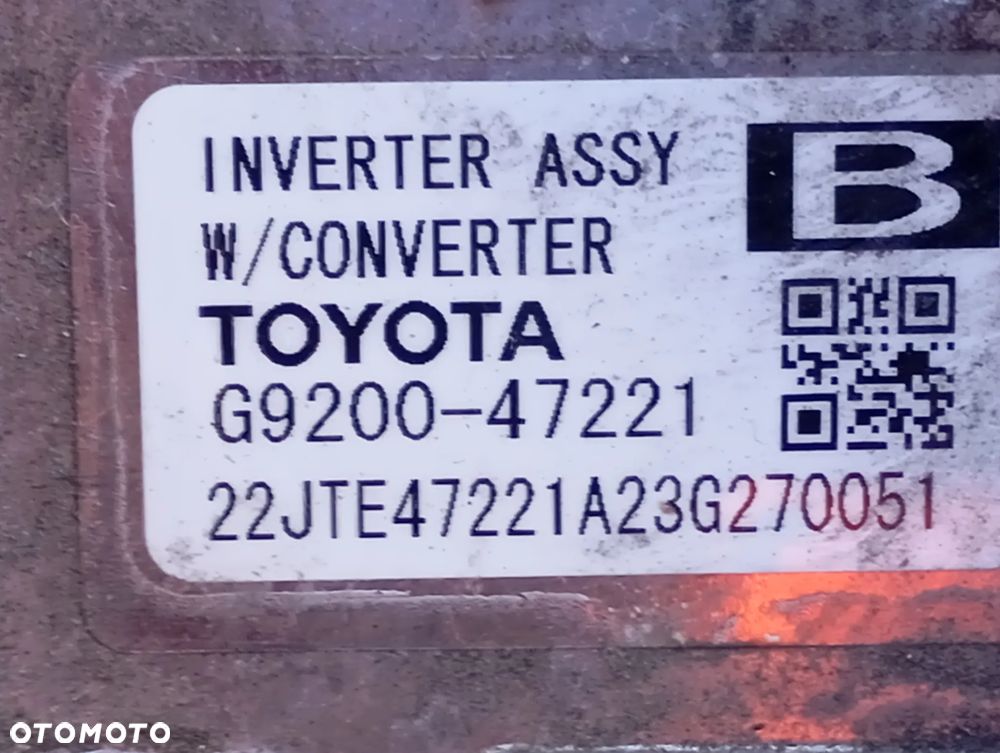 INVERTER ASSY
B
W/CONVERTER
TOYOTA
G9200-47221
22JTE47221A23G270051
OTOMOTO